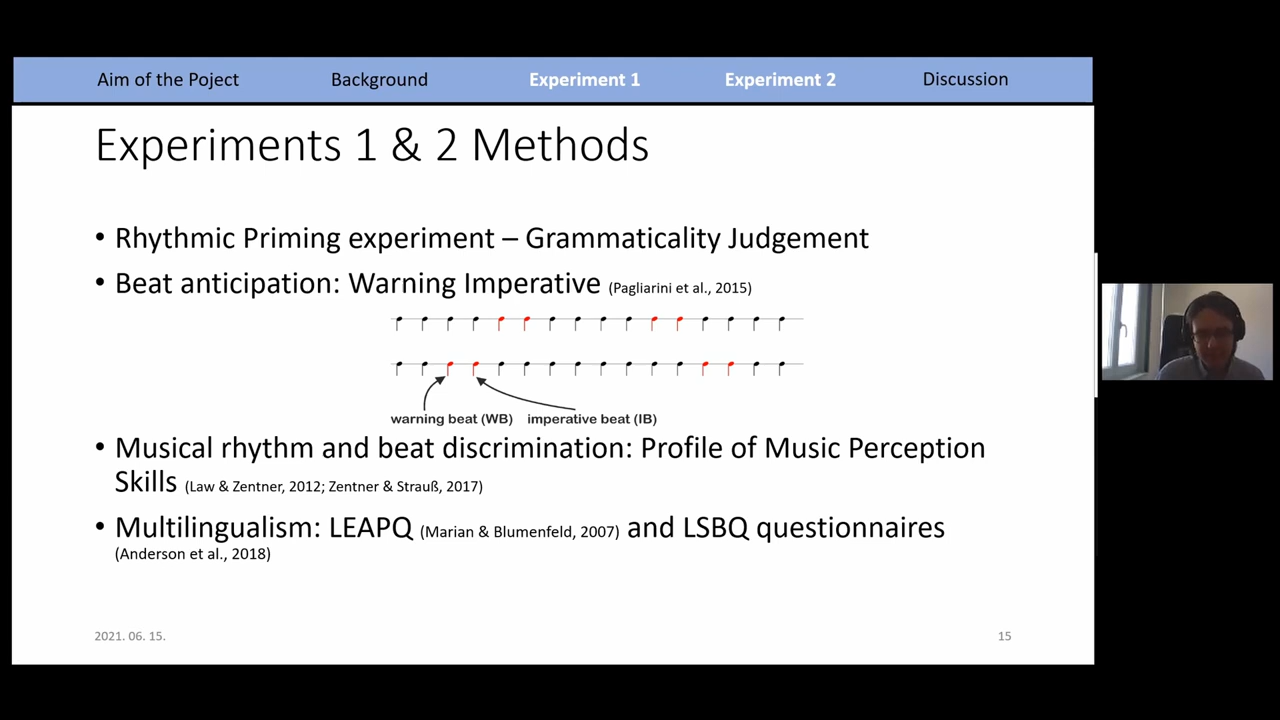 Aim of the Poject Background Experiment 1 Experiment 2 Discussion
Experiments 1 & 2 Methods
• Rhythmic Priming experiment – Grammaticality Judgement
• Beat anticipation: Warning Imperative (Pagliarini et al., 2015)
warning beat (WB) imperative beat (IB)
• Musical rhythm and beat discrimination: Profile of Music Perception
Skills (Law & Zentner, 2012; Zentner & Strauß, 2017)
• Multilingualism: LEAPQ (Marian & Blumenfeld, 2007) and LSBQ questionnaires
(Anderson et al., 2018)
2021. 06. 15. 15